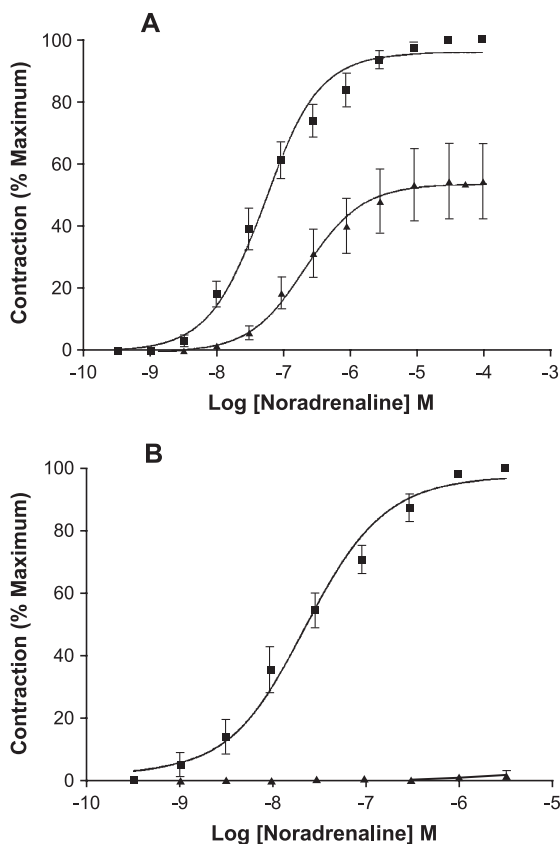 A
100
80
60
40
20
0
-10 -9 -8 -7 -6 -5 -4 -3
Contraction (% Maximum)
Log [Noradrenaline] M
B
100
80
60
40
20
0
-10 -9 -8 -7 -6 -5
Contraction (% Maximum)
Log [Noradrenaline] M